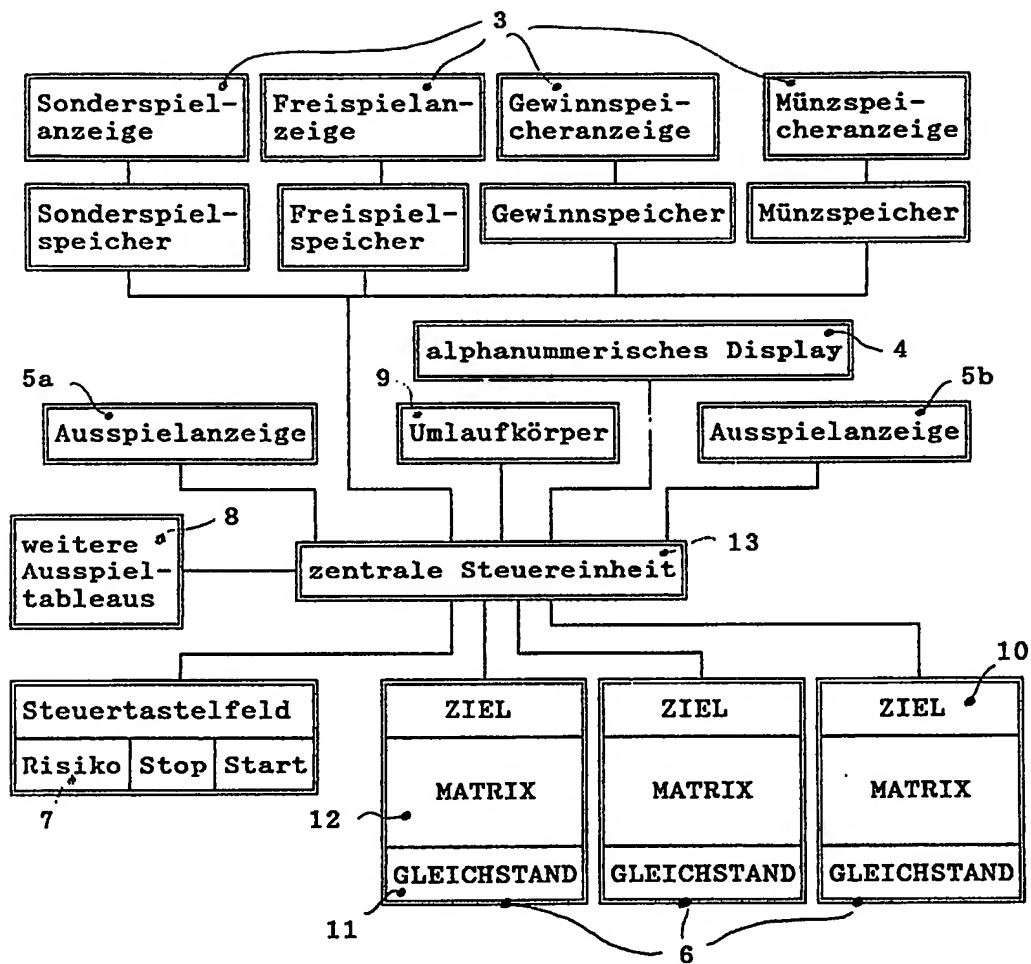 3
Sonderspiel-
anzeige
Freispielan-
zeige
Gewinnspei-
cheranzeige
Münzspei-
cheranzeige
Sonderspiel-
speicher
Freispiel-
speicher
Gewinnspeicher
Münzspeicher
alphanummerisches Display
4
5a
9
5b
Ausspielanzeige
Umlaufkörper
Ausspielanzeige
8
weitere
Ausspiel-
tableaus
13
zentrale Steuereinheit
10
Steuertastelfeld
Risiko
Stop
Start
7
ZIEL
MATRIX
GLEICHSTAND
ZIEL
MATRIX
GLEICHSTAND
ZIEL
MATRIX
GLEICHSTAND
12
11
6